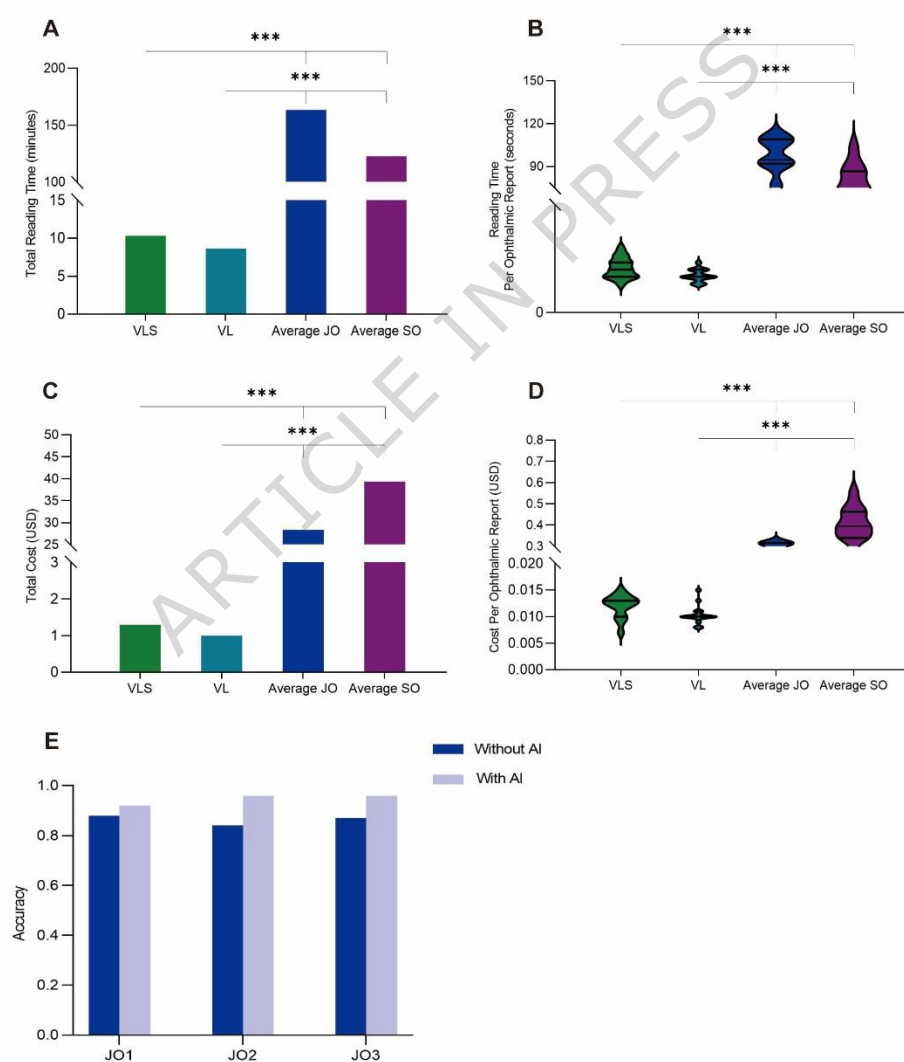 A
***
***
Total Reading Time (minutes)
200
150
100
15
10
5
0
VLS
VL
Average JO
Average SO
B
***
***
Reading Time
Per Ophthalmic Report (seconds)
150
120
90
0
VLS
VL
Average JO
Average SO
C
***
***
Total Cost (USD)
50
45
40
35
30
25
3
2
1
0
VLS
VL
Average JO
Average SO
D
***
***
Cost Per Ophthalmic Report (USD)
0.8
0.7
0.6
0.5
0.4
0.3
0.020
0.015
0.010
0.005
0.000
VLS
VL
Average JO
Average SO
E
Without AI
With AI
Accuracy
1.0
0.8
0.6
0.4
0.2
0.0
JO1
JO2
JO3
ARTICLE IN PRESS